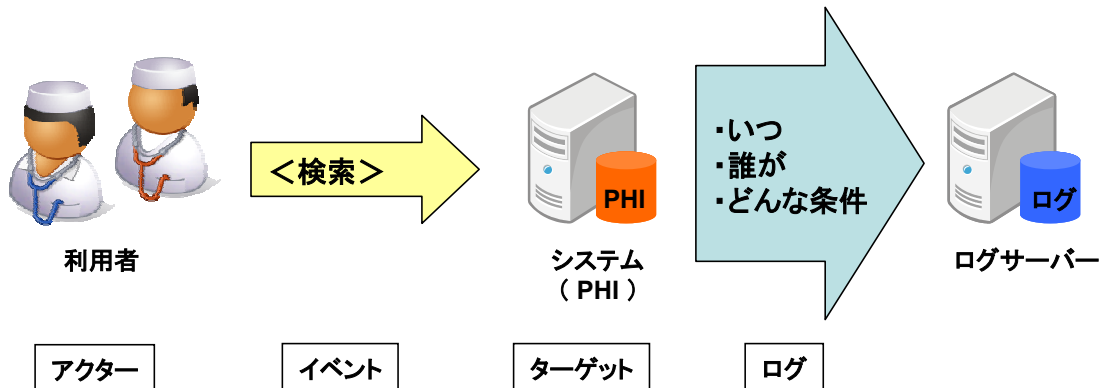 <検索>
・いつ
・誰が
・どんな条件
PHI
ログ
利用者
システム
( PHI )
ログサーバー
アクター
イベント
ターゲット
ログ